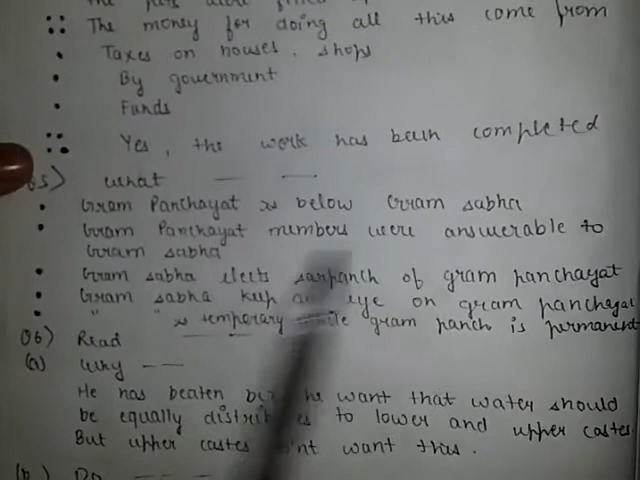 The money for doing all this come from
Taxes on houses, shops
By government
Funds
Yes, the work has been completed
05) What
Gram Panchayat is below Gram sabha
Gram Panchayat members were answerable to
Gram sabha
Gram sabha elects sarpanch of gram panchayat
Gram sabha keep an eye on gram panchayat
" " is temporary while gram panch is permanent
06) Read
(a) Why
He has beaten he want that water should
be equally to lower and upper castes
But upper castes want this.
(b) Do